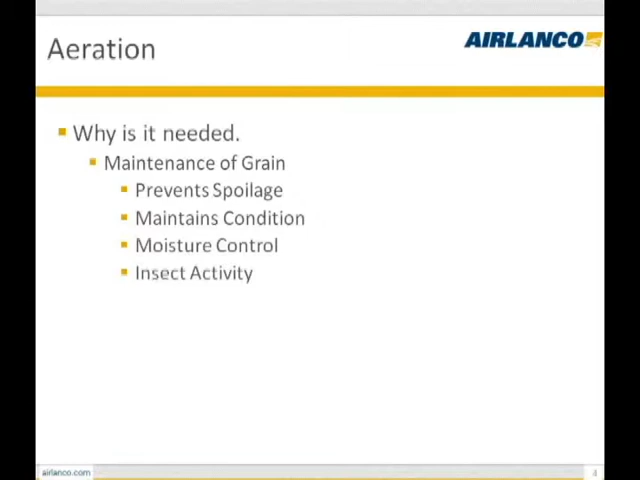 Aeration
AIRLANCO
Why is it needed.
Maintenance of Grain
Prevents Spoilage
Maintains Condition
Moisture Control
Insect Activity
airlanco.com
4